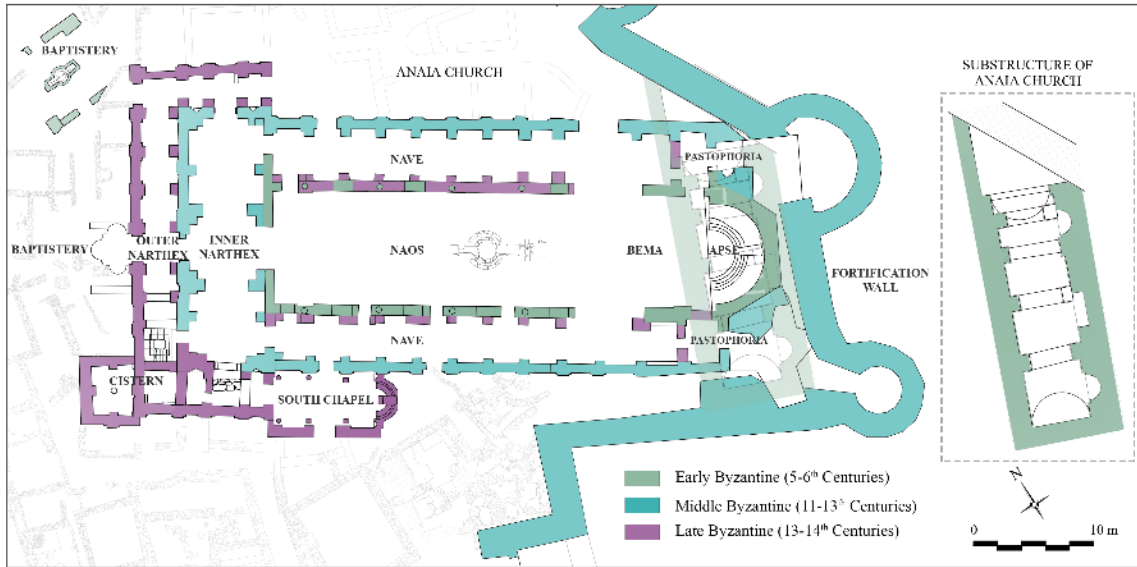 BAPTISTERY
ANAIA CHURCH
SUBSTRUCTURE OF
ANAIA CHURCH
NAVE
PASTOPHORIA
BAPTISTERY
OUTER
NARTHEX
INNER
NARTHEX
NAOS
BEMA
APSE
FORTIFICATION
WALL
NAVE
PASTOPHORIA
CISTERN
SOUTH CHAPEL
Early Byzantine (5-6th Centuries)
Middle Byzantine (11-13th Centuries)
Late Byzantine (13-14th Centuries)
N
0 10 m